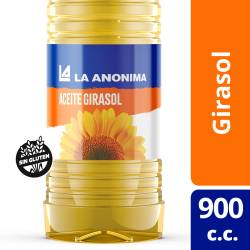 LA ANONIMA
ACEITE GIRASOL
SIN GLUTEN
Girasol
900
c.c.